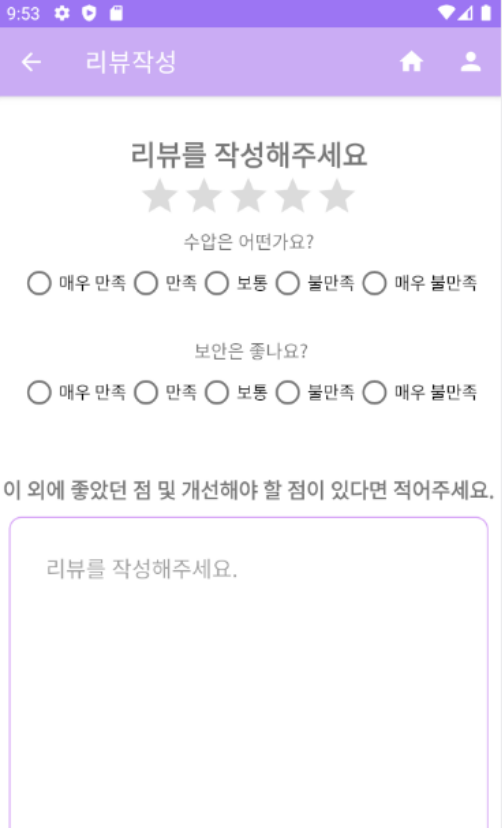 9:53
리뷰작성
리뷰를 작성해주세요
수압은 어떤가요?
매우 만족 만족 보통 불만족 매우 불만족
보안은 좋나요?
매우 만족 만족 보통 불만족 매우 불만족
이 외에 좋았던 점 및 개선해야 할 점이 있다면 적어주세요.
리뷰를 작성해주세요.